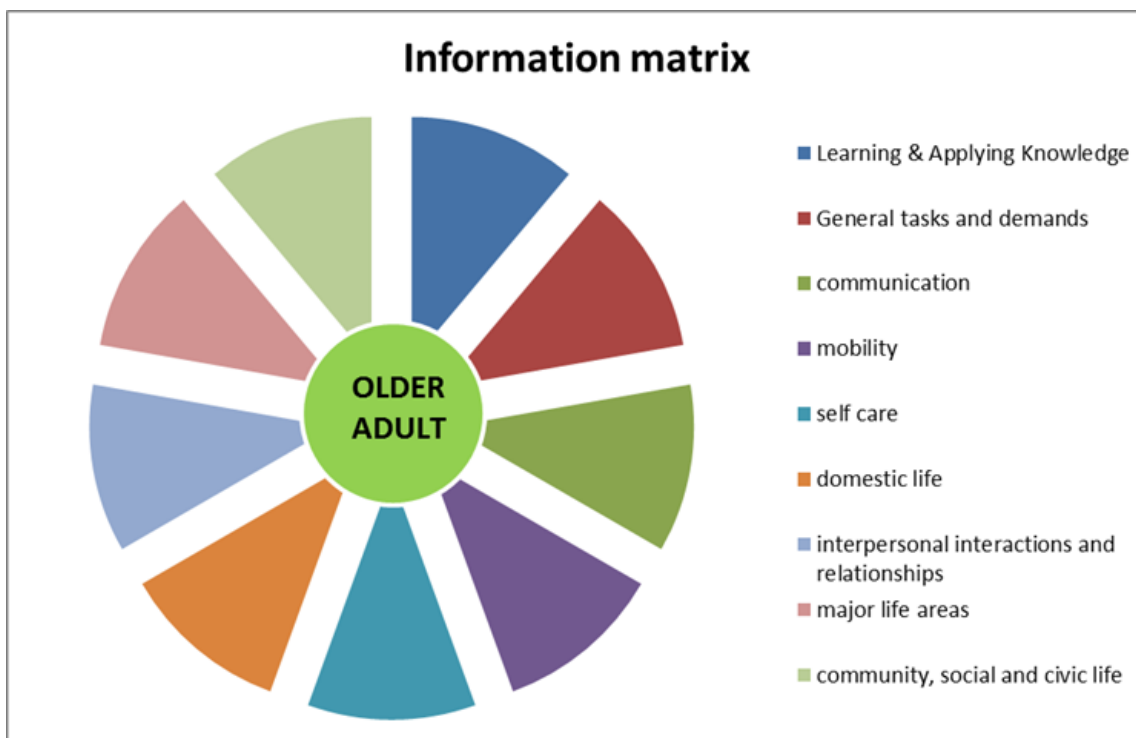 Information matrix
OLDER
ADULT
Learning & Applying Knowledge
General tasks and demands
communication
mobility
self care
domestic life
interpersonal interactions and
relationships
major life areas
community, social and civic life